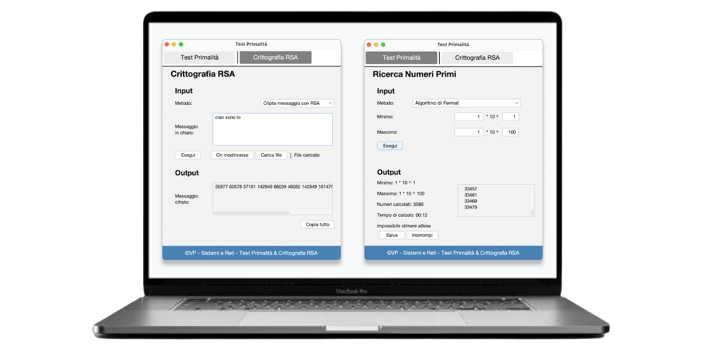 Test Primalità
Test Primalità
Crittografia RSA
Crittografia RSA
Input
Metodo:
Cripta messaggio con RSA
Messaggio
in chiaro:
ciao sono io
Esegui
On modinverse
Carica file
| File caricato
Output
Messaggio
cifrato:
35877 60078 37181 142949 86039 46082 142949 161479
Copia tutto
©VP - Sistemi e Reti - Test Primalità & Crittografia RSA
Test Primalità
Test Primalità
Crittografia RSA
Ricerca Numeri Primi
Input
Metodo:
Algoritmo di Fermat
Minimo:
1 * 10 ^ 1
Massimo:
1 * 10 ^ 100
Esegui
Output
Minimo: 1 * 10 ^ 1
Massimo: 1 * 10 ^ 100
Numeri calcolati: 3580
Tempo di calcolo: 00:12
Impossibile stimare attesa
33457
33461
33469
33479
Salva
Interrompi
©VP - Sistemi e Reti - Test Primalità & Crittografia RSA
MacBook Pro